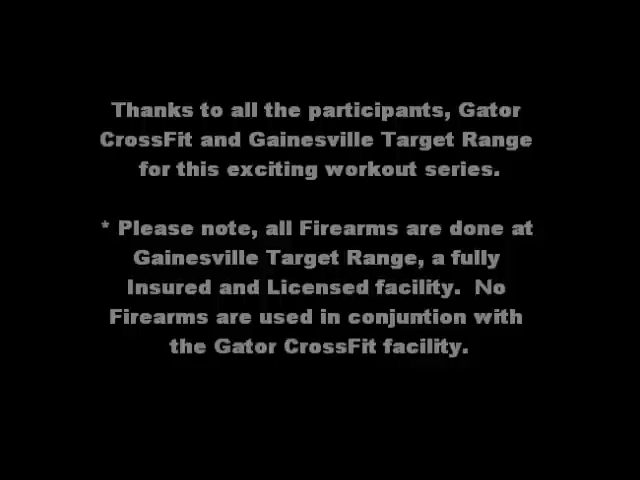 Thanks to all the participants, Gator
CrossFit and Gainesville Target Range
for this exciting workout series.
* Please note, all Firearms are done at
Gainesville Target Range, a fully
Insured and Licensed facility.  No
Firearms are used in conjuntion with
the Gator CrossFit facility.